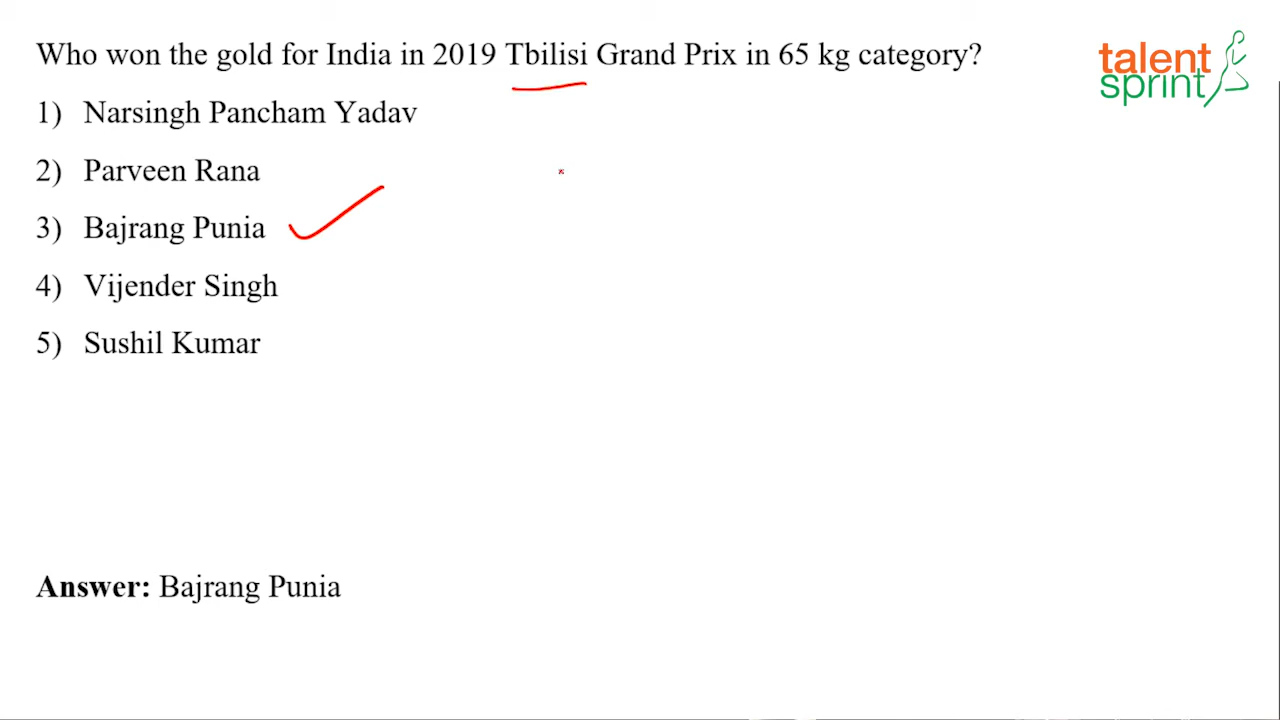 Who won the gold for India in 2019 Tbilisi Grand Prix in 65 kg category?
talent
sprint
1) Narsingh Pancham Yadav
2) Parveen Rana
3) Bajrang Punia
4) Vijender Singh
5) Sushil Kumar
Answer: Bajrang Punia